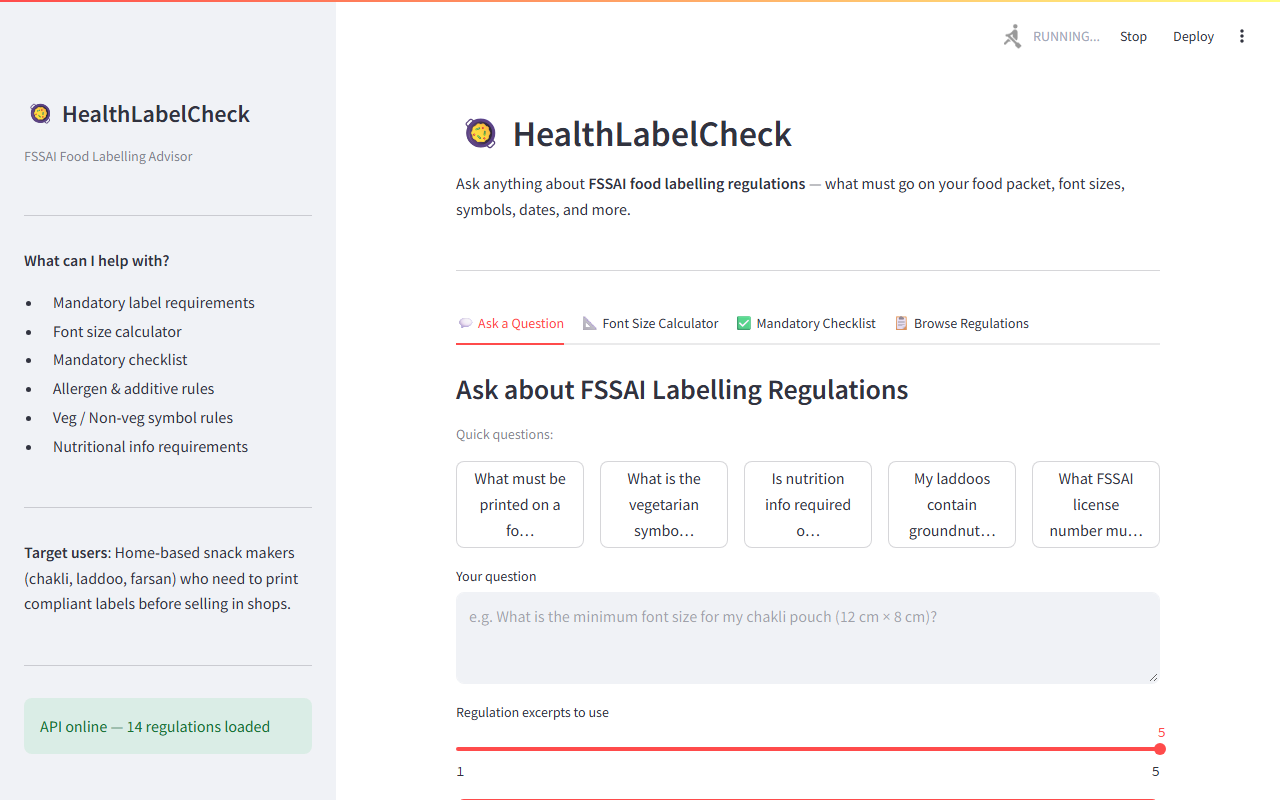 RUNNING...
Stop
Deploy
HealthLabelCheck
FSSAI Food Labelling Advisor
What can I help with?
Mandatory label requirements
Font size calculator
Mandatory checklist
Allergen & additive rules
Veg / Non-veg symbol rules
Nutritional info requirements
Target users: Home-based snack makers
(chakli, laddoo, farsan) who need to print
compliant labels before selling in shops.
API online — 14 regulations loaded
HealthLabelCheck
Ask anything about FSSAI food labelling regulations — what must go on your food packet, font sizes,
symbols, dates, and more.
Ask a Question
Font Size Calculator
Mandatory Checklist
Browse Regulations
Ask about FSSAI Labelling Regulations
Quick questions:
What must be
printed on a
fo...
What is the
vegetarian
symbo...
Is nutrition
info required
o...
My laddoos
contain
groundnut...
What FSSAI
license
number mu...
Your question
e.g. What is the minimum font size for my chakli pouch (12 cm × 8 cm)?
Regulation excerpts to use
5
1
5